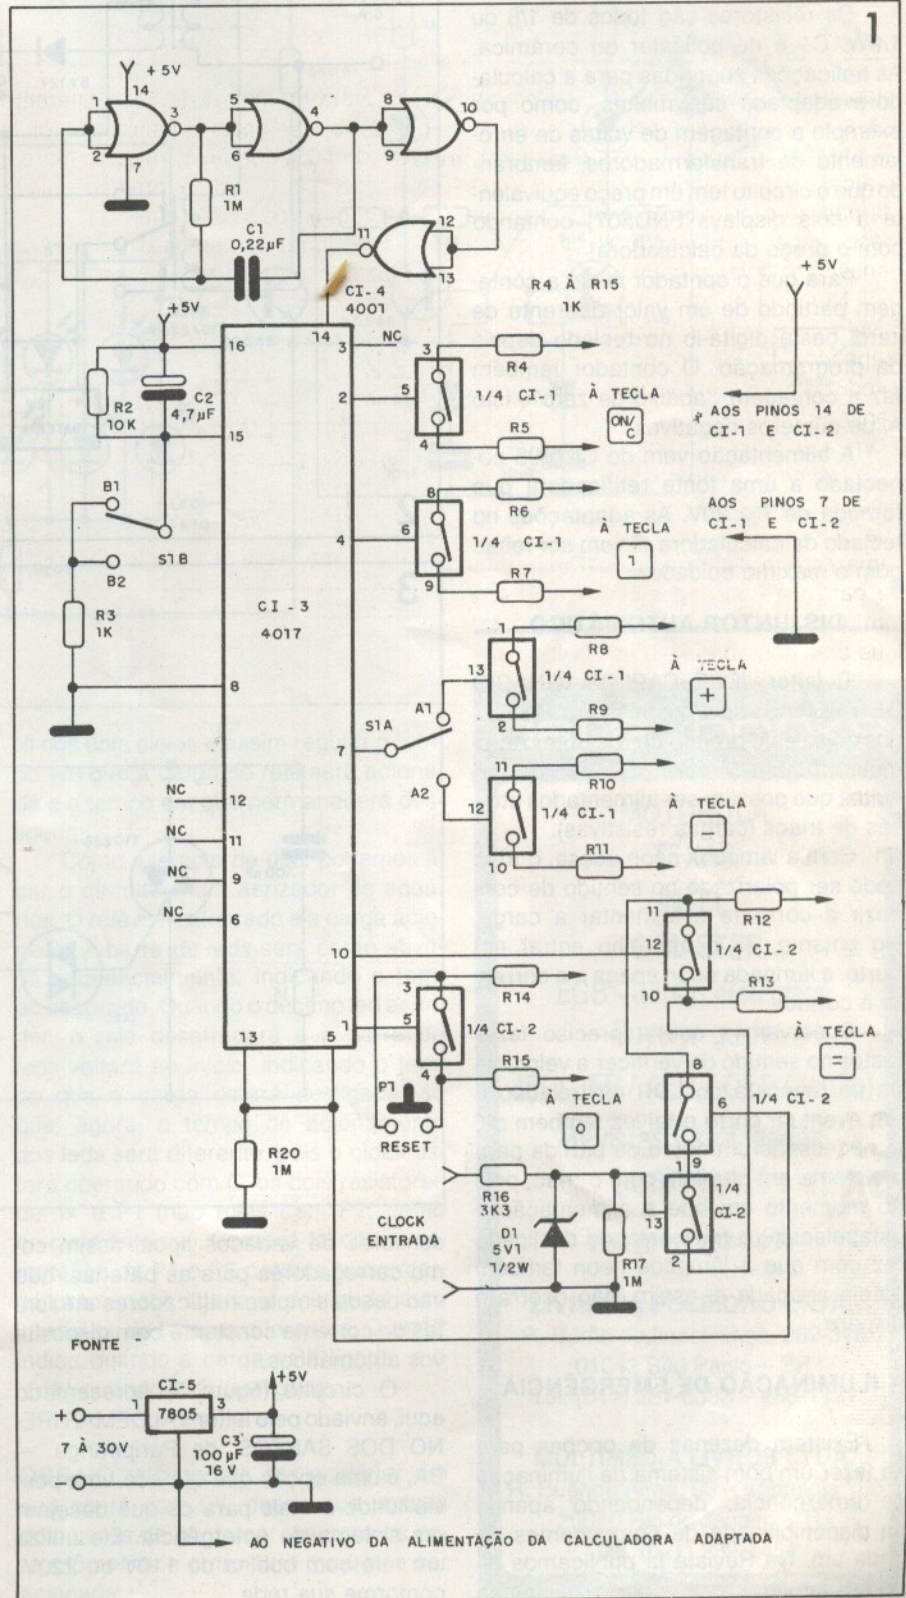 1
+5V
14
1
2
3
7
5
6
4
8
9
10
R1
1M
C1
0,22µF
11
12
13
CI-4
4001
+5V
R4 À R15
1K
+5V
16
14
3
NC
3
R4
C2
4,7µF
R2
10K
2
5
1/4 CI-1
À TECLA
ON/C
AOS PINOS 14 DE
CI-1 E CI-2
4
R5
15
8
R6
AOS PINOS 7 DE
CI-1 E CI-2
B1
4
6
1/4 CI-1
À TECLA
S1B
B2
9
R7
R3
1K
CI-3
4017
1
R8
À TECLA
+
8
13
1/4 CI-1
A1
2
R9
S1A
7
11
R10
A2
12
1/4 CI-1
À TECLA
NC
12
NC
11
10
R11
NC
9
NC
6
11
R12
10
12
1/4 CI-2
3
R14
10
R13
1
5
1/4 CI-2
À TECLA
=
13
5
4
R15
8
6
1/4 CI-2
P1
À TECLA
0
RESET
9
R20
1M
R16
3K3
1
1/4
CI-2
13
CLOCK
ENTRADA
D1
5V1
1/2W
R17
1M
2
FONTE
CI-5
+5V
+
1
7805
3
7 À 30V
C3
100µF
16V
2
-
AO NEGATIVO DA ALIMENTAÇÃO DA CALCULADORA ADAPTADA